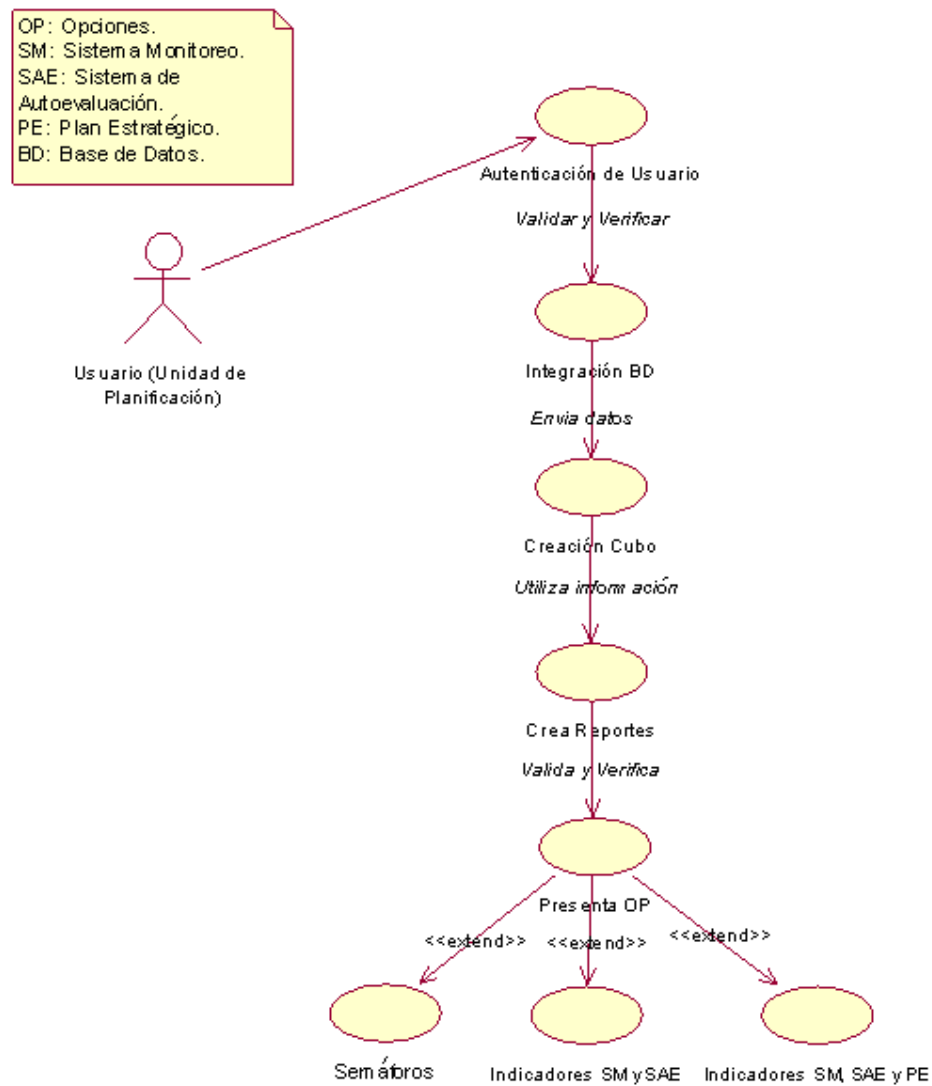 OP: Opciones.
SM: Sistema Monitoreo.
SAE: Sistema de
Autoevaluación.
PE: Plan Estratégico.
BD: Base de Datos.
Autenticación de Usuario
Validar y Verificar
Usuario (Unidad de
Planificación)
Integración BD
Envia datos
Creación Cubo
Utiliza información
Crea Reportes
Valida y Verifica
Presenta OP
<<extend>> <<extend>> <<extend>>
Semáforos Indicadores SM y SAE Indicadores SM, SAE y PE